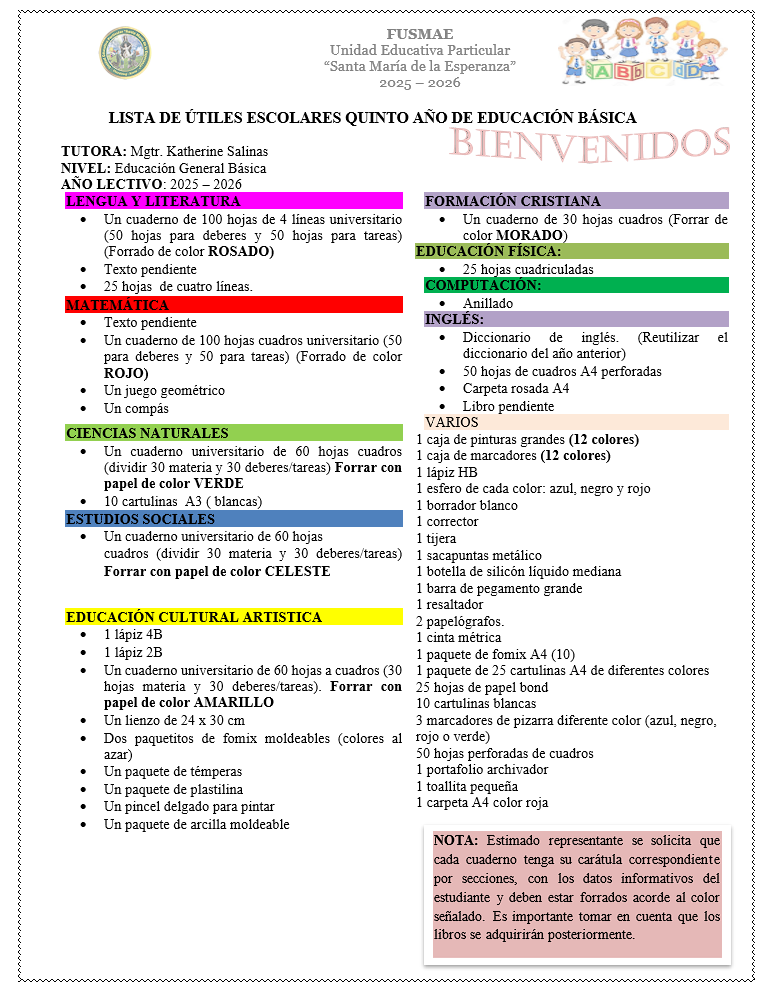 FUSMAE
Unidad Educativa Particular
“Santa María de la Esperanza”
2025 – 2026
ABbCcdD
LISTA DE ÚTILES ESCOLARES QUINTO AÑO DE EDUCACIÓN BÁSICA
BIENVENIDOS
TUTORA: Mgtr. Katherine Salinas
NIVEL: Educación General Básica
AÑO LECTIVO: 2025 – 2026
LENGUA Y LITERATURA
• Un cuaderno de 100 hojas de 4 líneas universitario
(50 hojas para deberes y 50 hojas para tareas)
(Forrado de color ROSADO)
• Texto pendiente
• 25 hojas de cuatro líneas.
MATEMÁTICA
• Texto pendiente
• Un cuaderno de 100 hojas cuadros universitario (50
para deberes y 50 para tareas) (Forrado de color
ROJO)
• Un juego geométrico
• Un compás
CIENCIAS NATURALES
• Un cuaderno universitario de 60 hojas cuadros
(dividir 30 materia y 30 deberes/tareas) Forrar con
papel de color VERDE
• 10 cartulinas A3 ( blancas)
ESTUDIOS SOCIALES
• Un cuaderno universitario de 60 hojas
cuadros (dividir 30 materia y 30 deberes/tareas)
Forrar con papel de color CELESTE
EDUCACIÓN CULTURAL ARTISTICA
• 1 lápiz 4B
• 1 lápiz 2B
• Un cuaderno universitario de 60 hojas a cuadros (30
hojas materia y 30 deberes/tareas). Forrar con
papel de color AMARILLO
• Un lienzo de 24 x 30 cm
• Dos paquetitos de fomix moldeables (colores al
azar)
• Un paquete de témperas
• Un paquete de plastilina
• Un pincel delgado para pintar
• Un paquete de arcilla moldeable
FORMACIÓN CRISTIANA
• Un cuaderno de 30 hojas cuadros (Forrar de
color MORADO)
EDUCACIÓN FÍSICA:
• 25 hojas cuadriculadas
COMPUTACIÓN:
• Anillado
INGLÉS:
• Diccionario de inglés. (Reutilizar el
diccionario del año anterior)
• 50 hojas de cuadros A4 perforadas
• Carpeta rosada A4
• Libro pendiente
VARIOS
1 caja de pinturas grandes (12 colores)
1 caja de marcadores (12 colores)
1 lápiz HB
1 esfero de cada color: azul, negro y rojo
1 borrador blanco
1 corrector
1 tijera
1 sacapuntas metálico
1 botella de silicón líquido mediana
1 barra de pegamento grande
1 resaltador
2 papelógrafos.
1 cinta métrica
1 paquete de fomix A4 (10)
1 paquete de 25 cartulinas A4 de diferentes colores
25 hojas de papel bond
10 cartulinas blancas
3 marcadores de pizarra diferente color (azul, negro,
rojo o verde)
50 hojas perforadas de cuadros
1 portafolio archivador
1 toallita pequeña
1 carpeta A4 color roja
NOTA: Estimado representante se solicita que
cada cuaderno tenga su carátula correspondiente
por secciones, con los datos informativos del
estudiante y deben estar forrados acorde al color
señalado. Es importante tomar en cuenta que los
libros se adquirirán posteriormente.